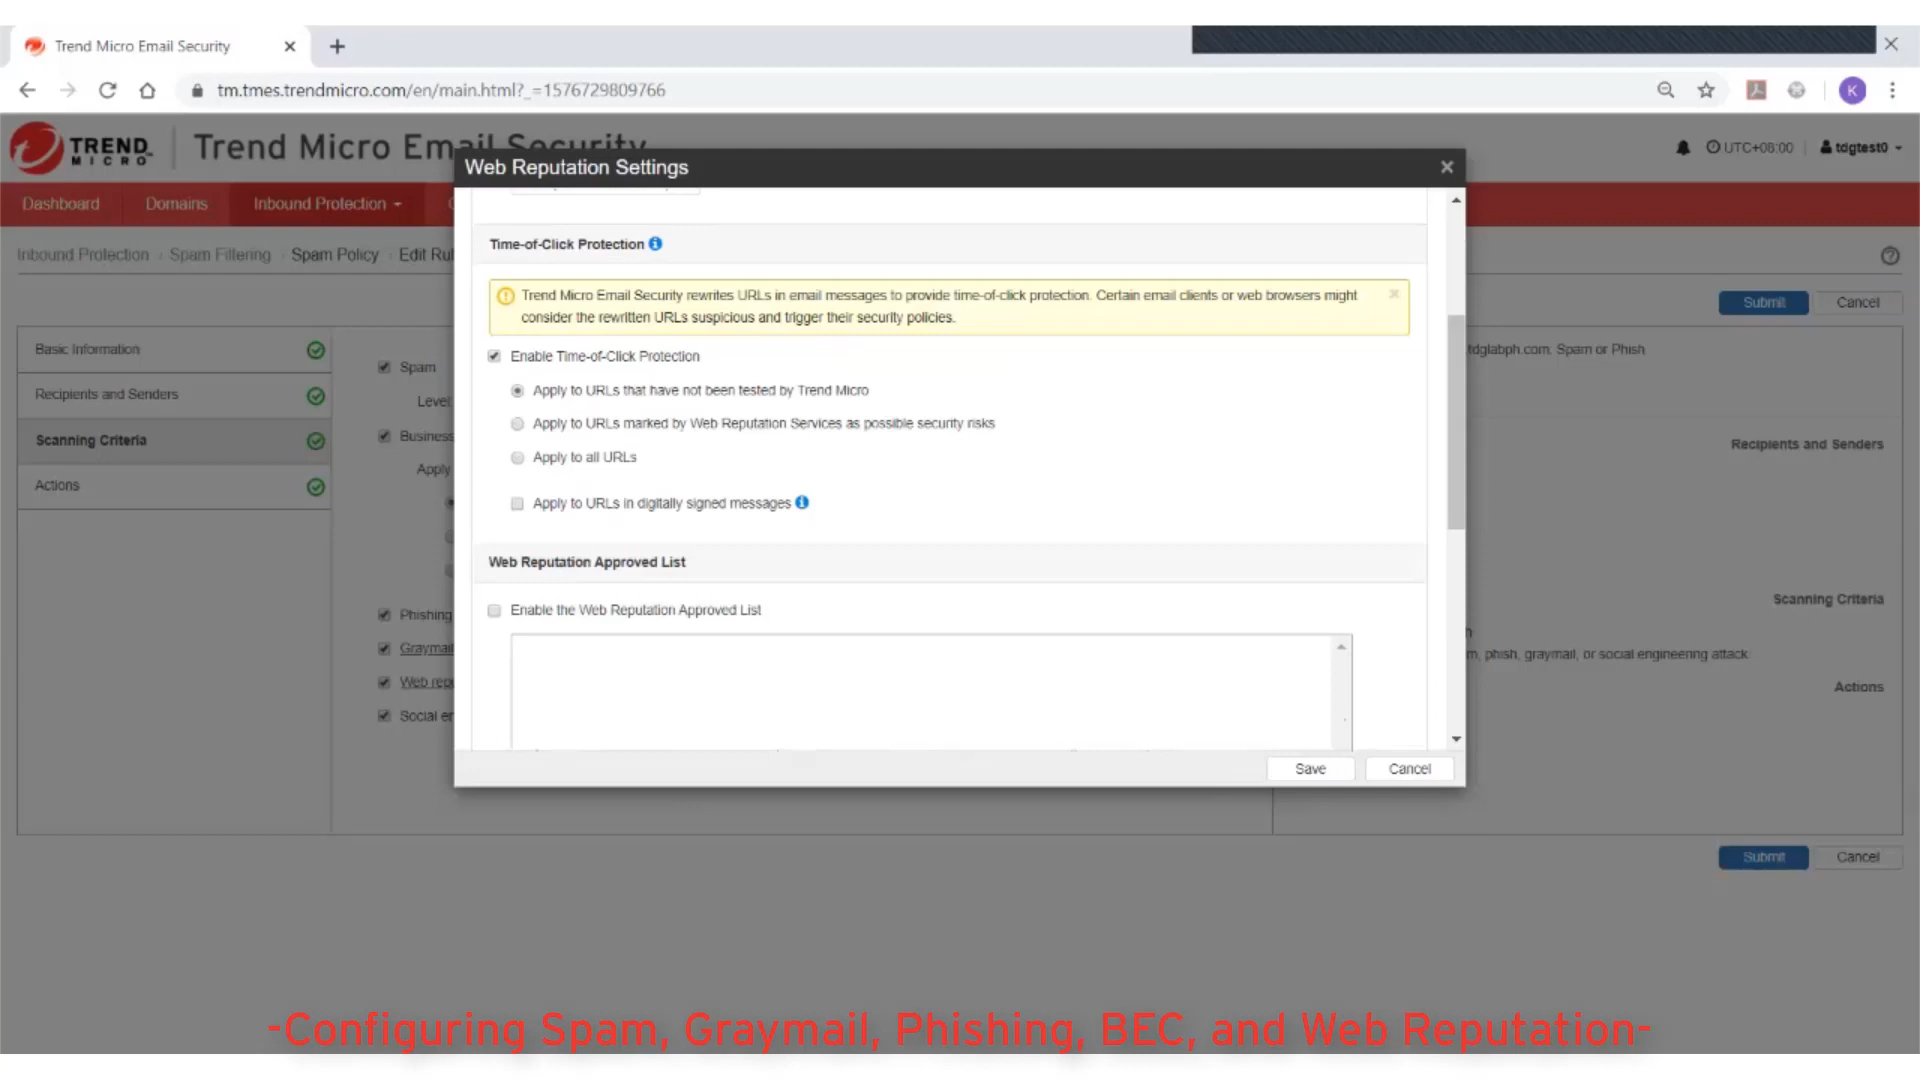 Trend Micro Email Security
tm.tmes.trendmicro.com/en/main.html?_=1576729809766
K
TREND
MICRO
Trend Micro Email Security
UTC+08:00
tdgtest0
Web Reputation Settings
Dashboard
Domains
Inbound Protection
Inbound Protection
Spam Filtering
Spam Policy
Edit Rul
Submit
Cancel
Basic Information
Recipients and Senders
Scanning Criteria
Actions
Spam
Level
Business
Apply
Phishing
Graymail
Web repu
Social en
Time-of-Click Protection
Trend Micro Email Security rewrites URLs in email messages to provide time-of-click protection. Certain email clients or web browsers might
consider the rewritten URLs suspicious and trigger their security policies.
Enable Time-of-Click Protection
Apply to URLs that have not been tested by Trend Micro
Apply to URLs marked by Web Reputation Services as possible security risks
Apply to all URLs
Apply to URLs in digitally signed messages
Web Reputation Approved List
Enable the Web Reputation Approved List
Save
Cancel
tdglabph.com. Spam or Phish
Recipients and Senders
Scanning Criteria
m, phish, graymail, or social engineering attack
Actions
Submit
Cancel
-Configuring Spam, Graymail, Phishing, BEC, and Web Reputation-